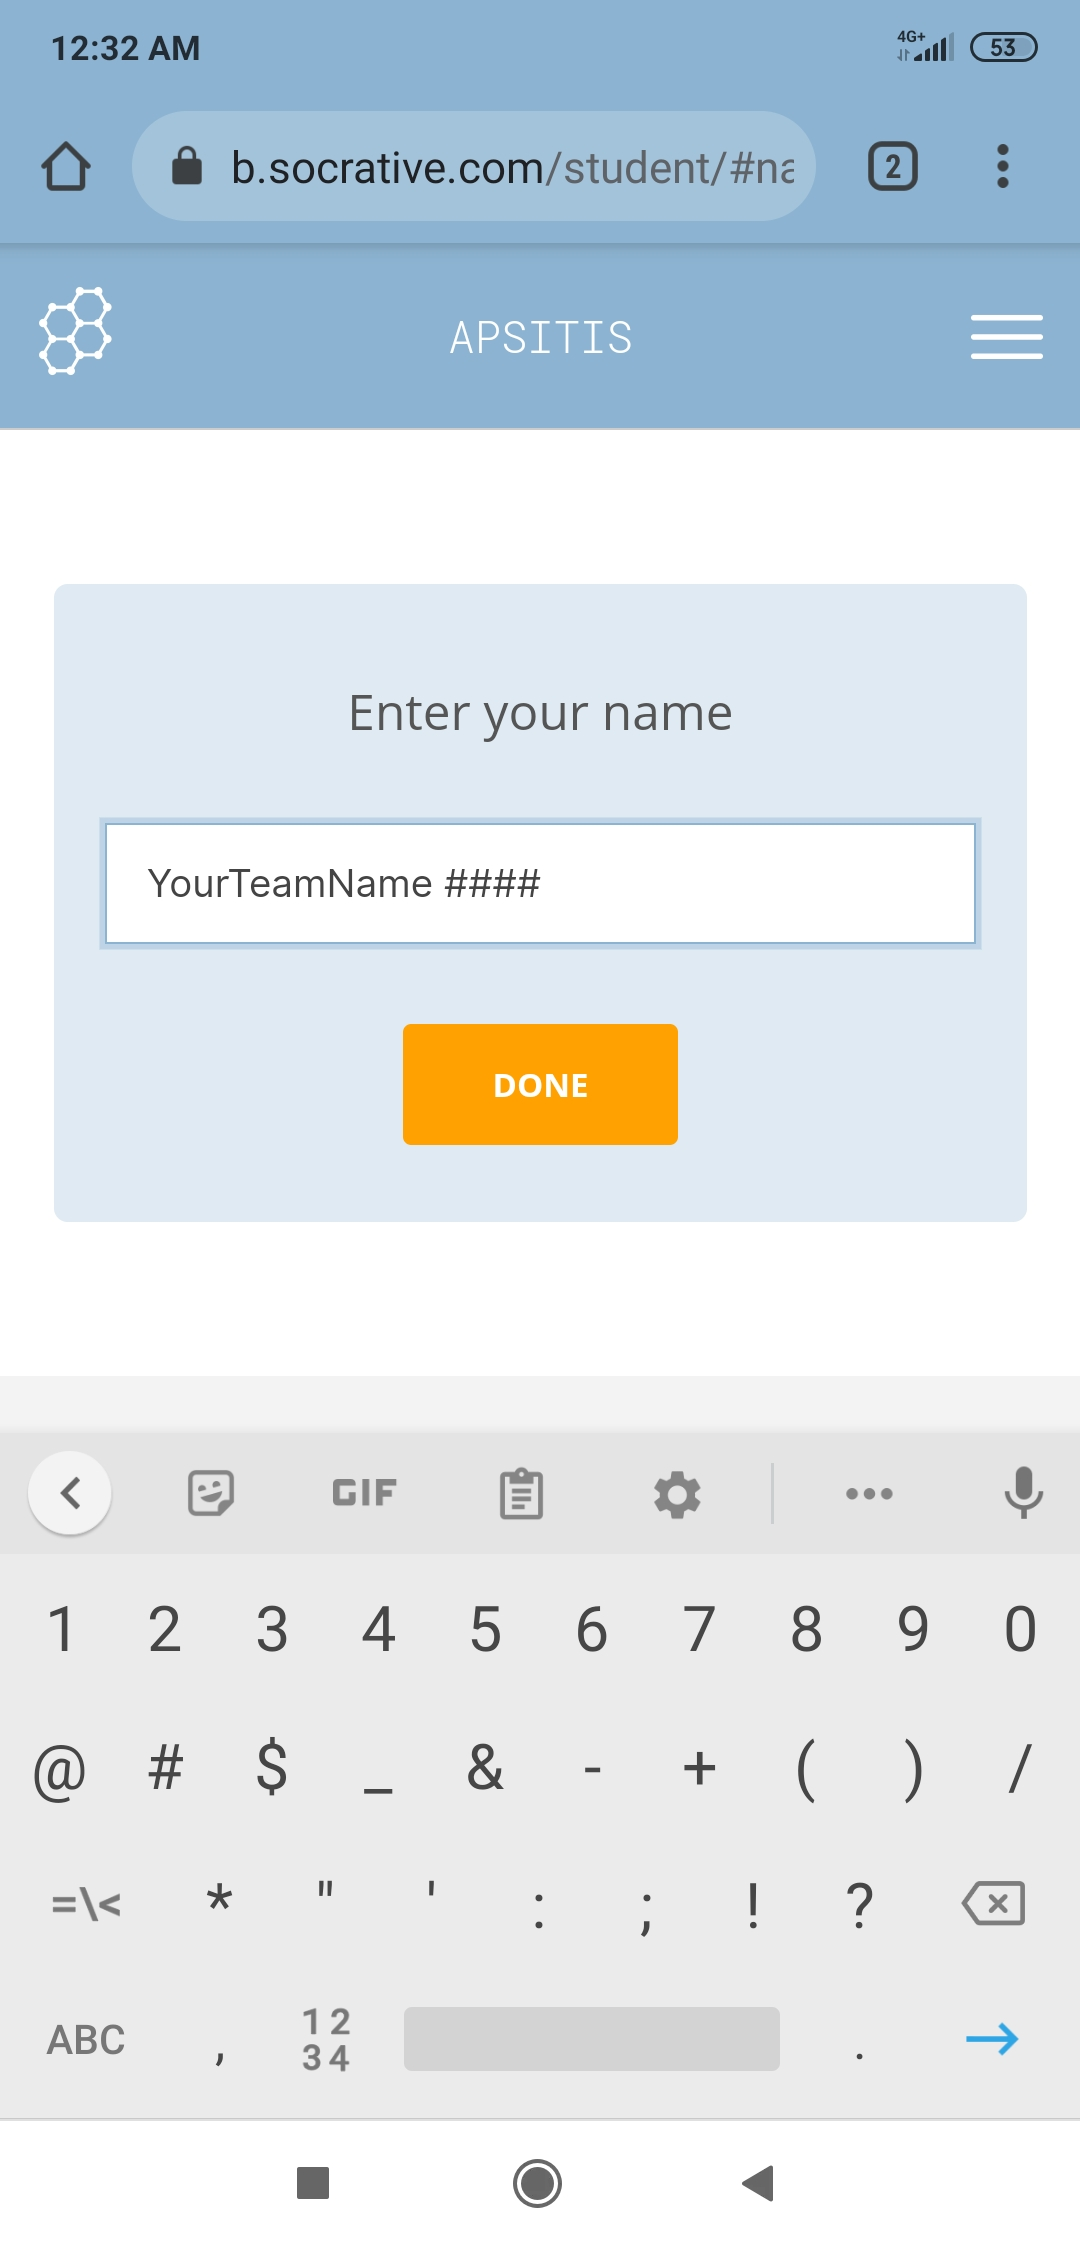 12:32 AM
4G+
53
b.socrative.com/student/#na
2
APSITIS
Enter your name
YourTeamName ####
DONE
GIF
1 2 3 4 5 6 7 8 9 0
@ # $ _ & - + ( ) /
=\< * " ' : ; ! ?
ABC , 12 34 .